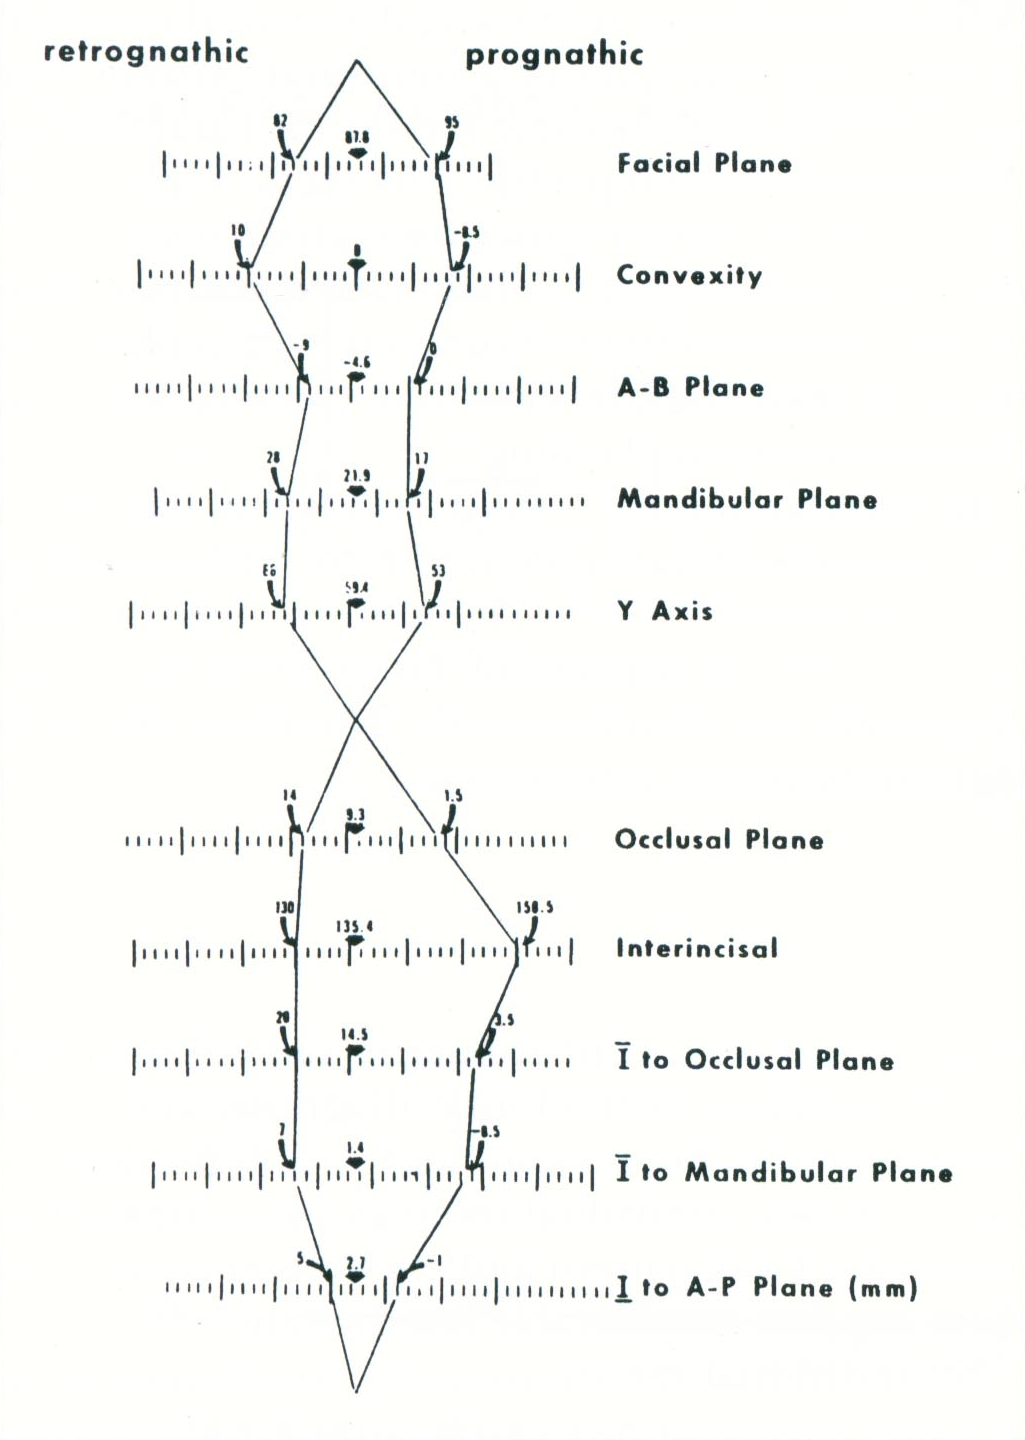 retrognathic prognathic
82 87.8 95
Facial Plane
10 0 -8.5
Convexity
-9 -4.6 0
A-B Plane
28 21.9 17
Mandibular Plane
66 59.4 53
Y Axis
14 9.3 1.5
Occlusal Plane
130 135.4 150.5
Interincisal
20 14.5 3.5
I̅ to Occlusal Plane
7 1.4 -8.5
I̅ to Mandibular Plane
5 2.7 -1
I̲ to A-P Plane (mm)